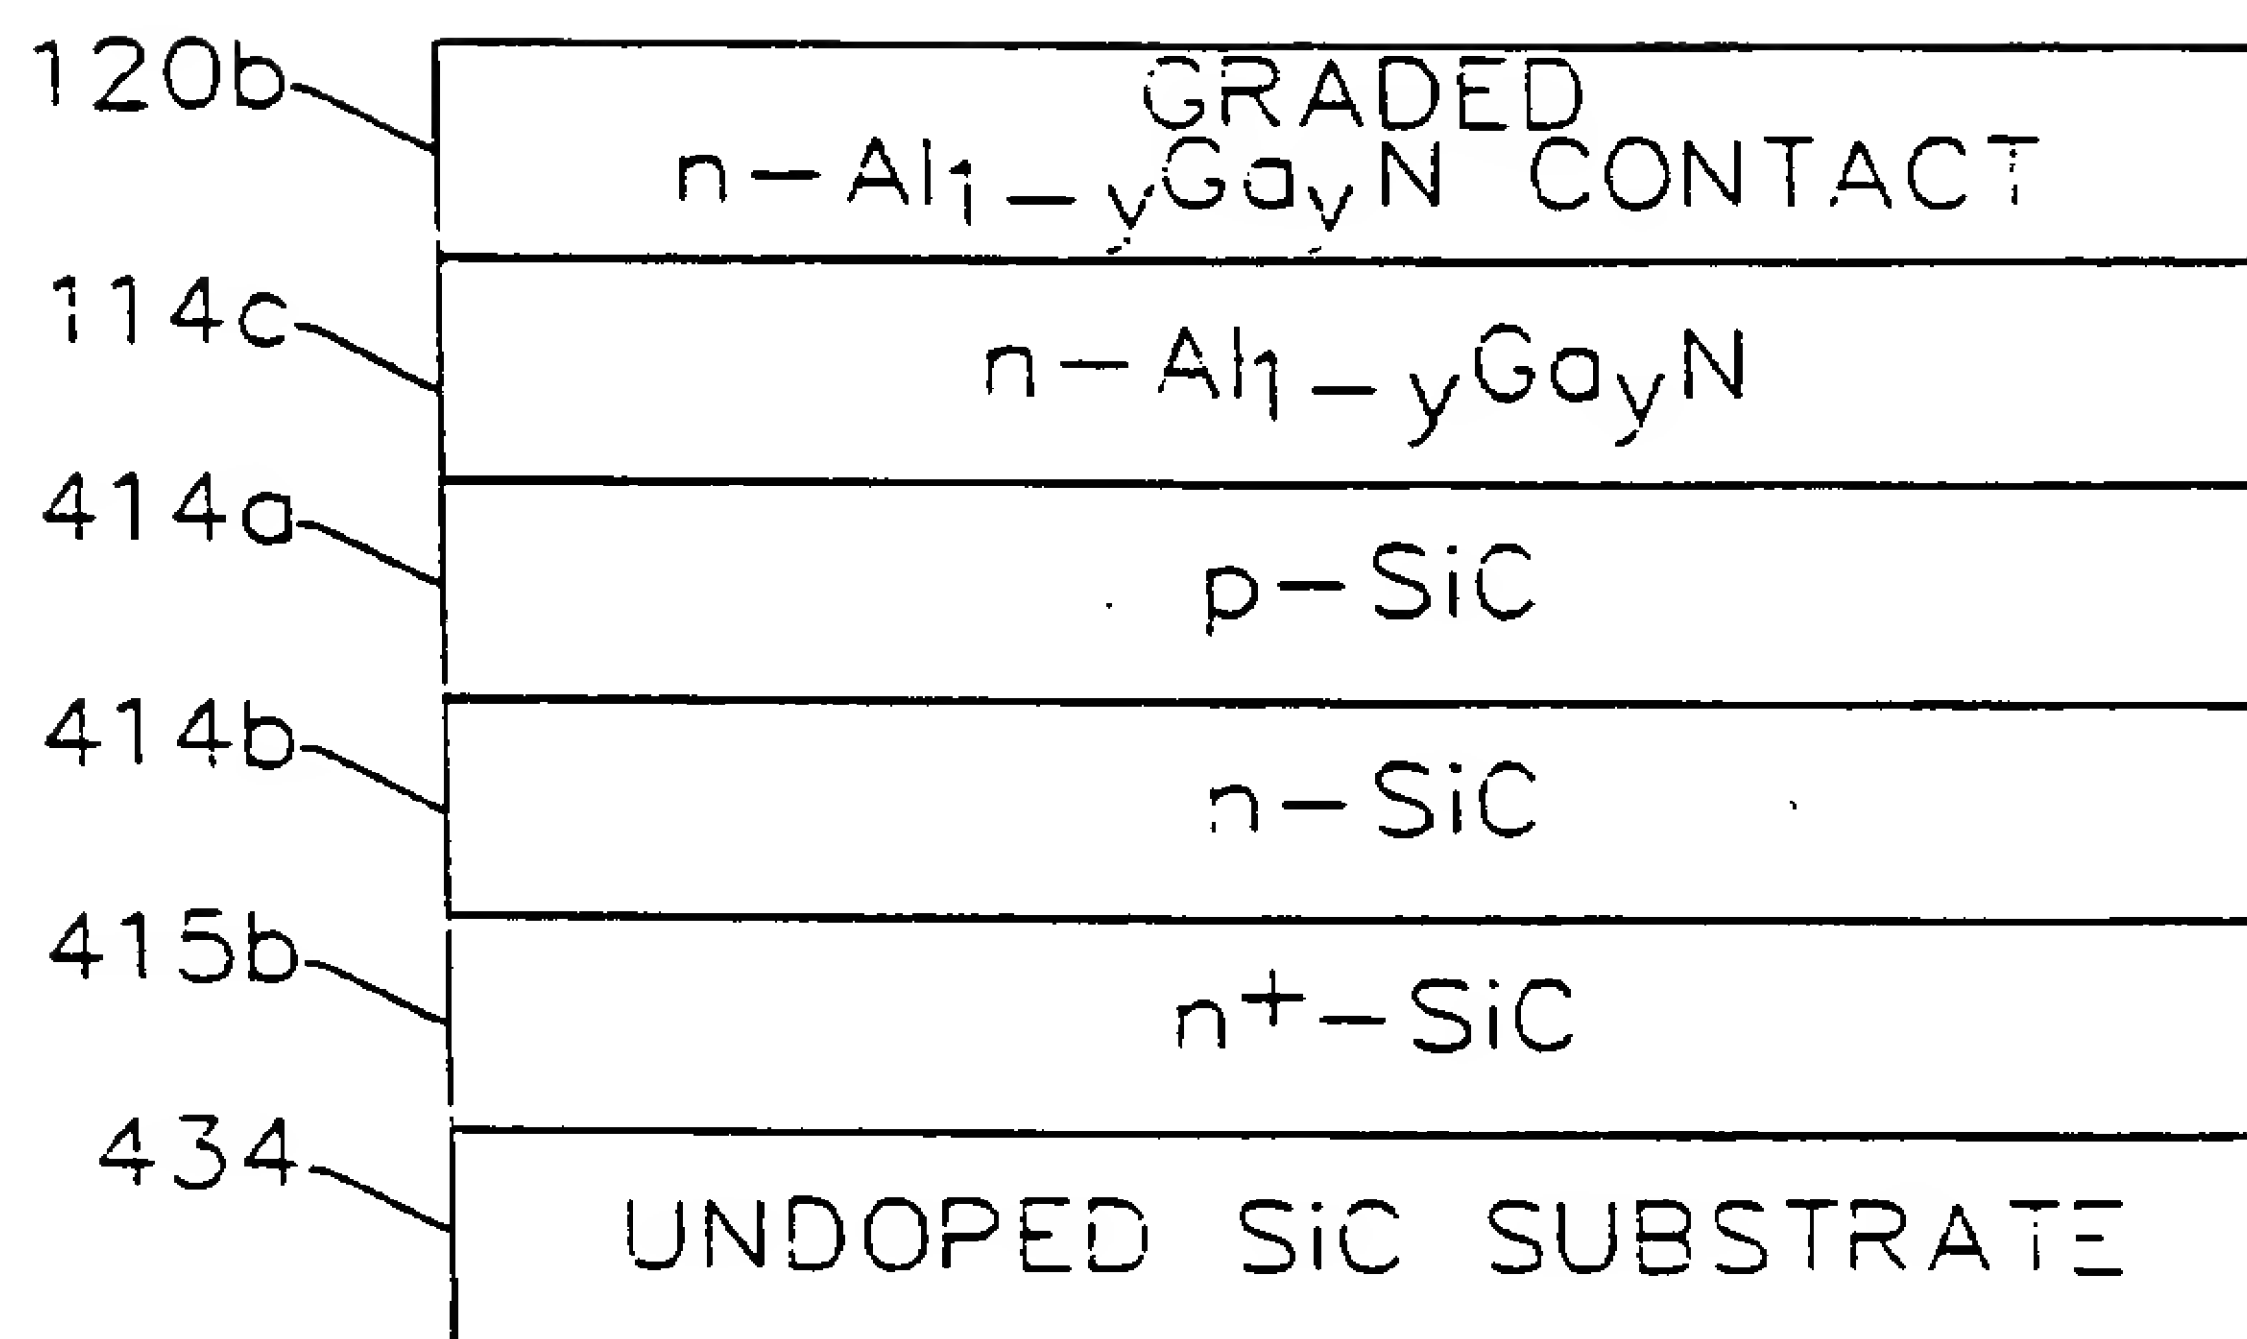 120b
GRADED
n-Al₁₋yGayN CONTACT
114c
n-Al₁₋yGayN
414a
p-SiC
414b
n-SiC
415b
n⁺-SiC
434
UNDOPED SiC SUBSTRATE